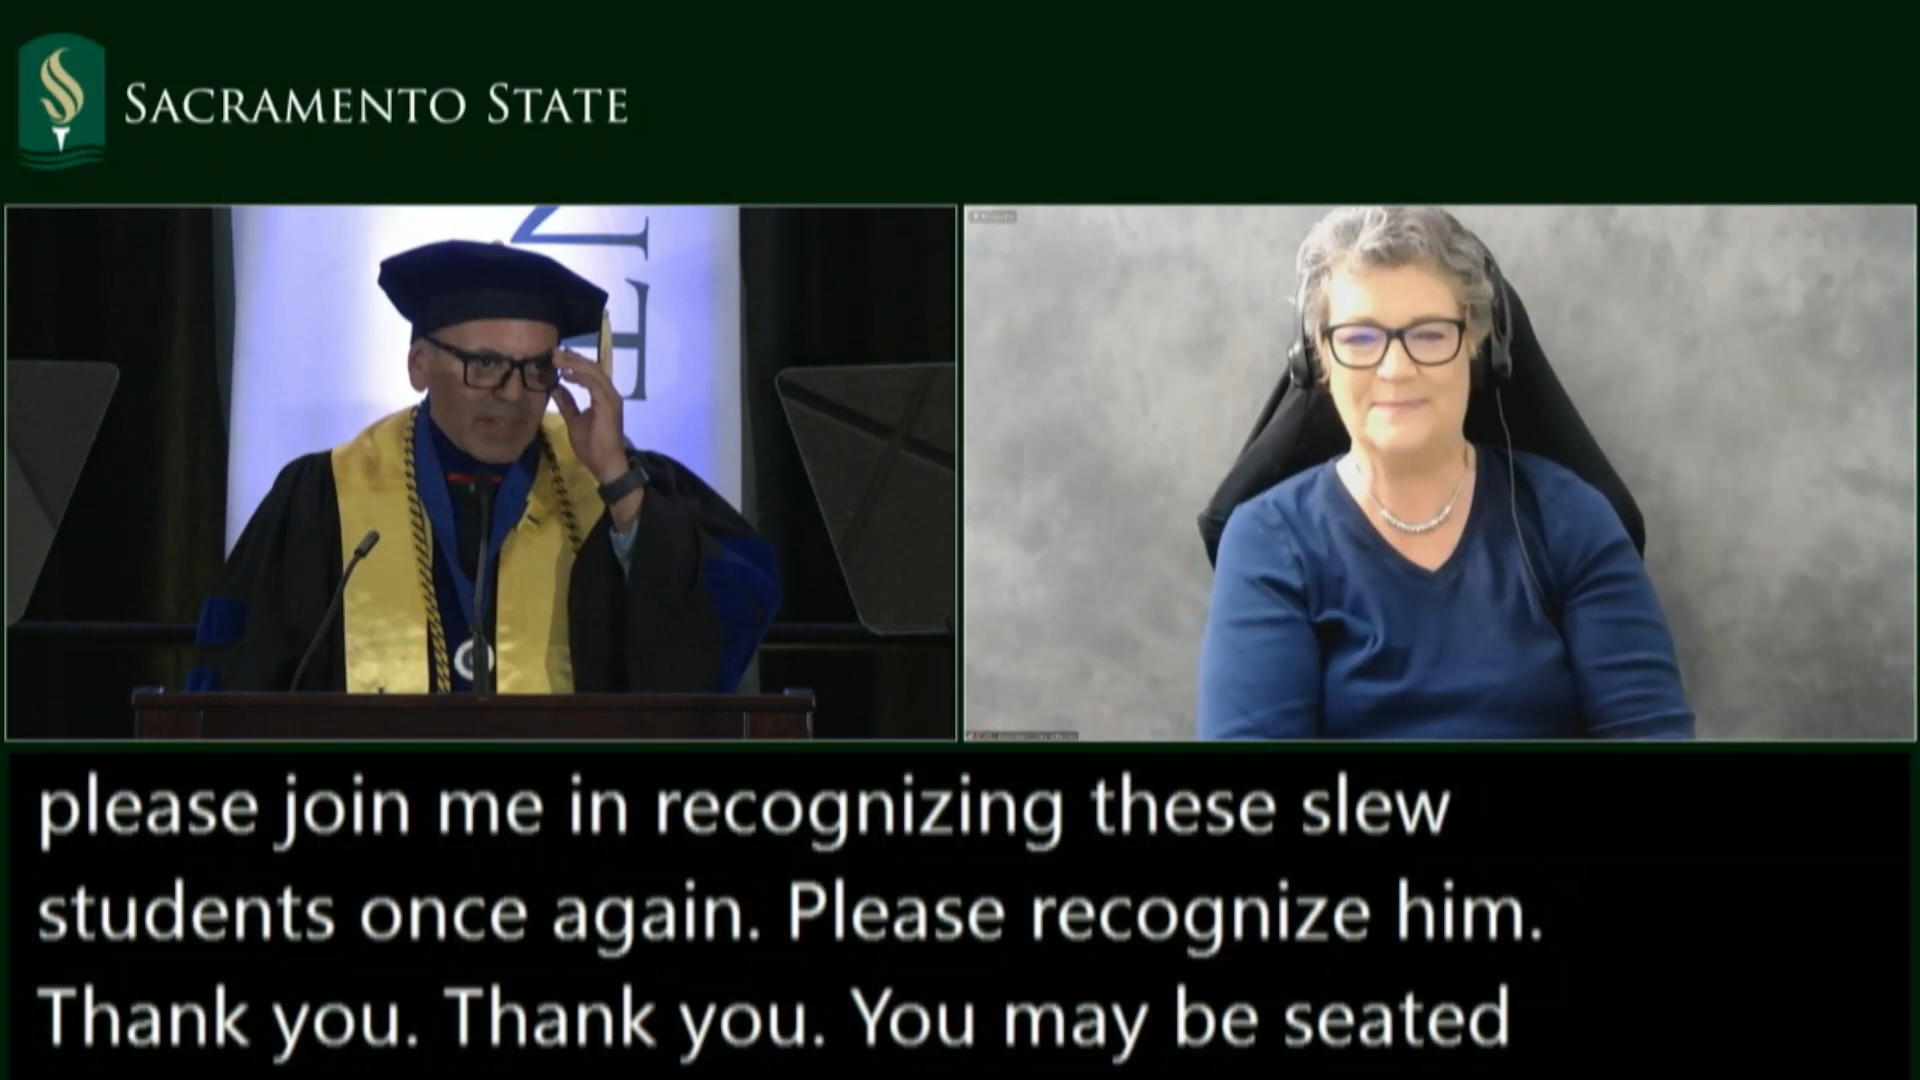 SACRAMENTO STATE
NT
please join me in recognizing these slew
students once again. Please recognize him.
Thank you. Thank you. You may be seated